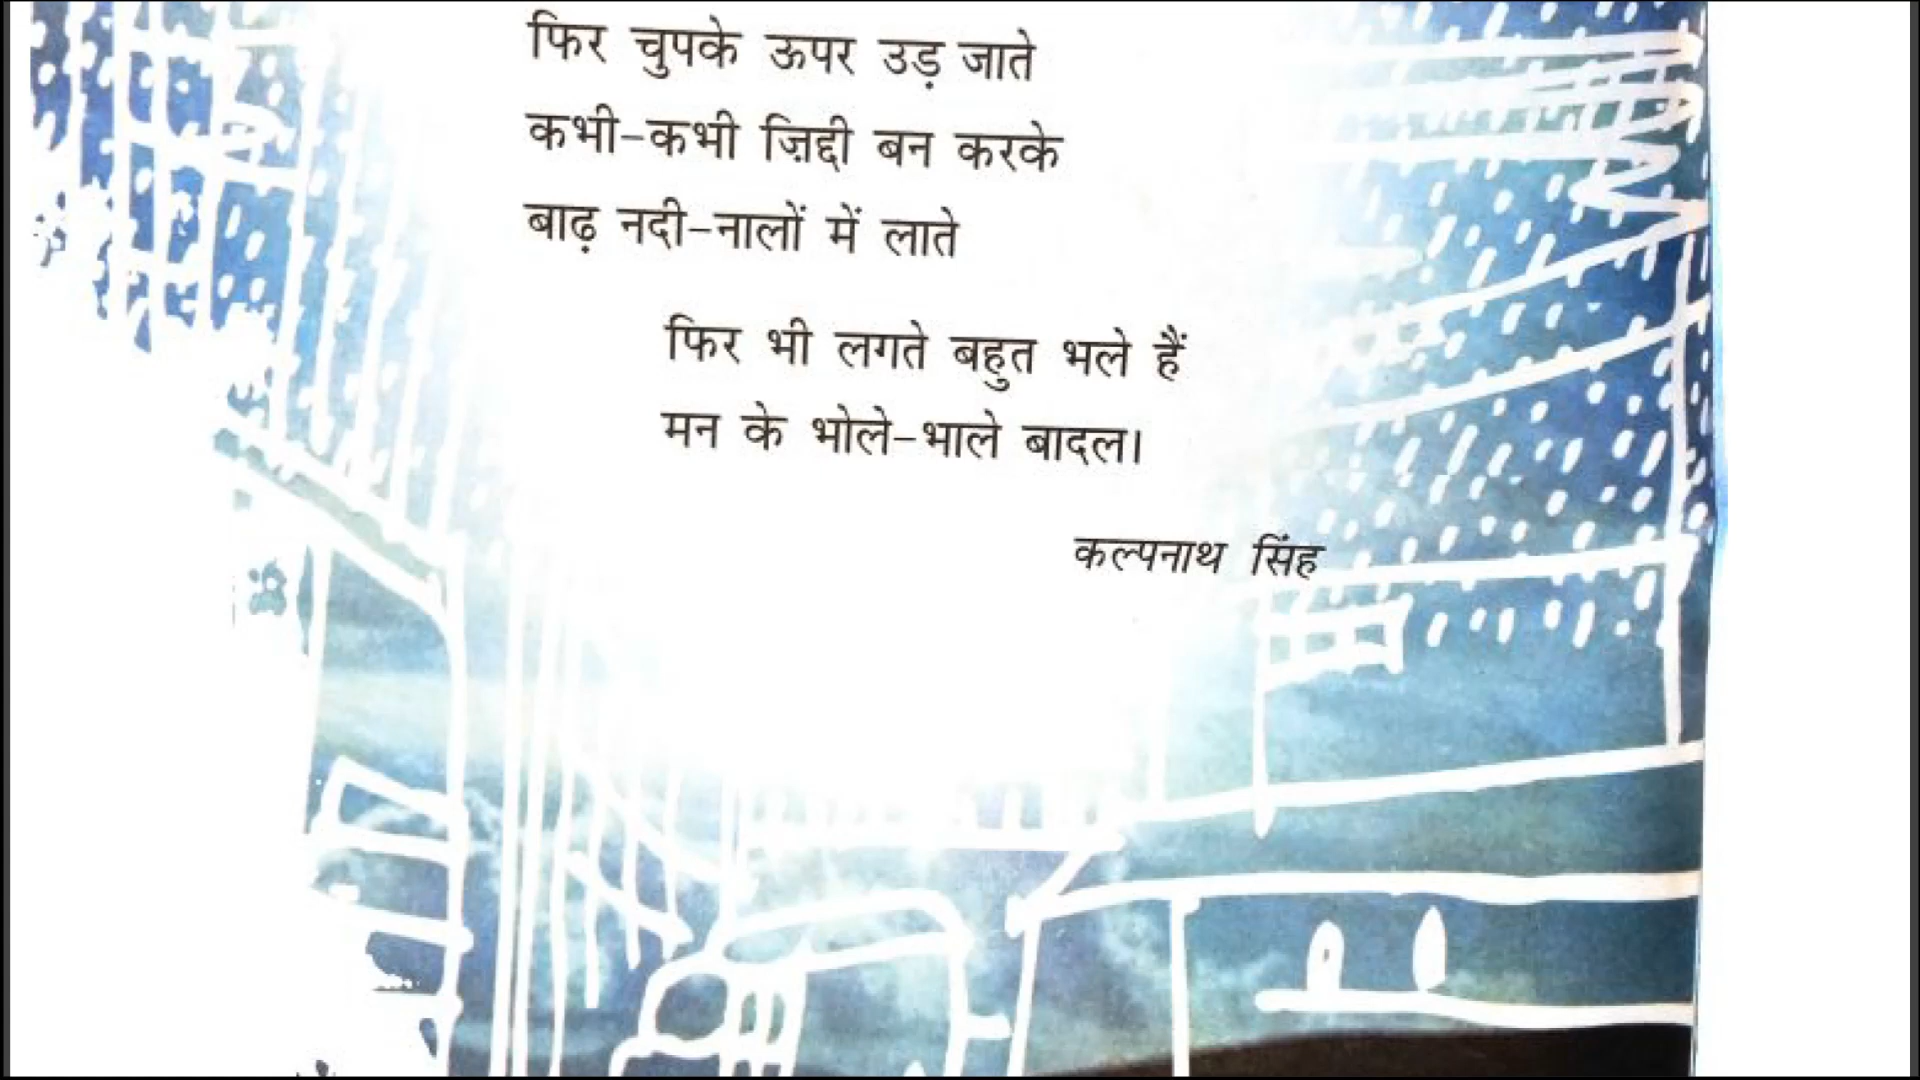 फिर चुपके ऊपर उड़ जाते
कभी-कभी ज़िद्दी बन करके
बाढ़ नदी-नालों में लाते
फिर भी लगते बहुत भले हैं
मन के भोले-भाले बादल।
कल्पनाथ सिंह